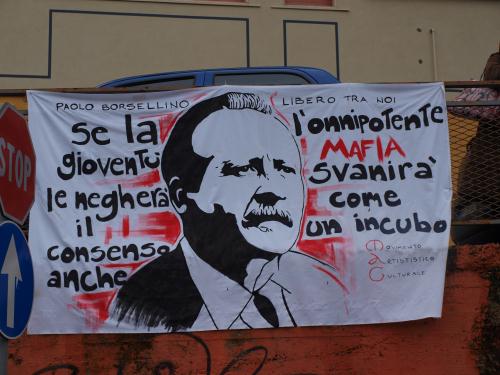 PAOLO BORSELLINO
LIBERO TRA NOI
se la
gioventù
le negherà
il
consenso
anche
l'onnipotente
MAFIA
svanira'
come
un incubo
Movimento
Artististico
Culturale
STOP